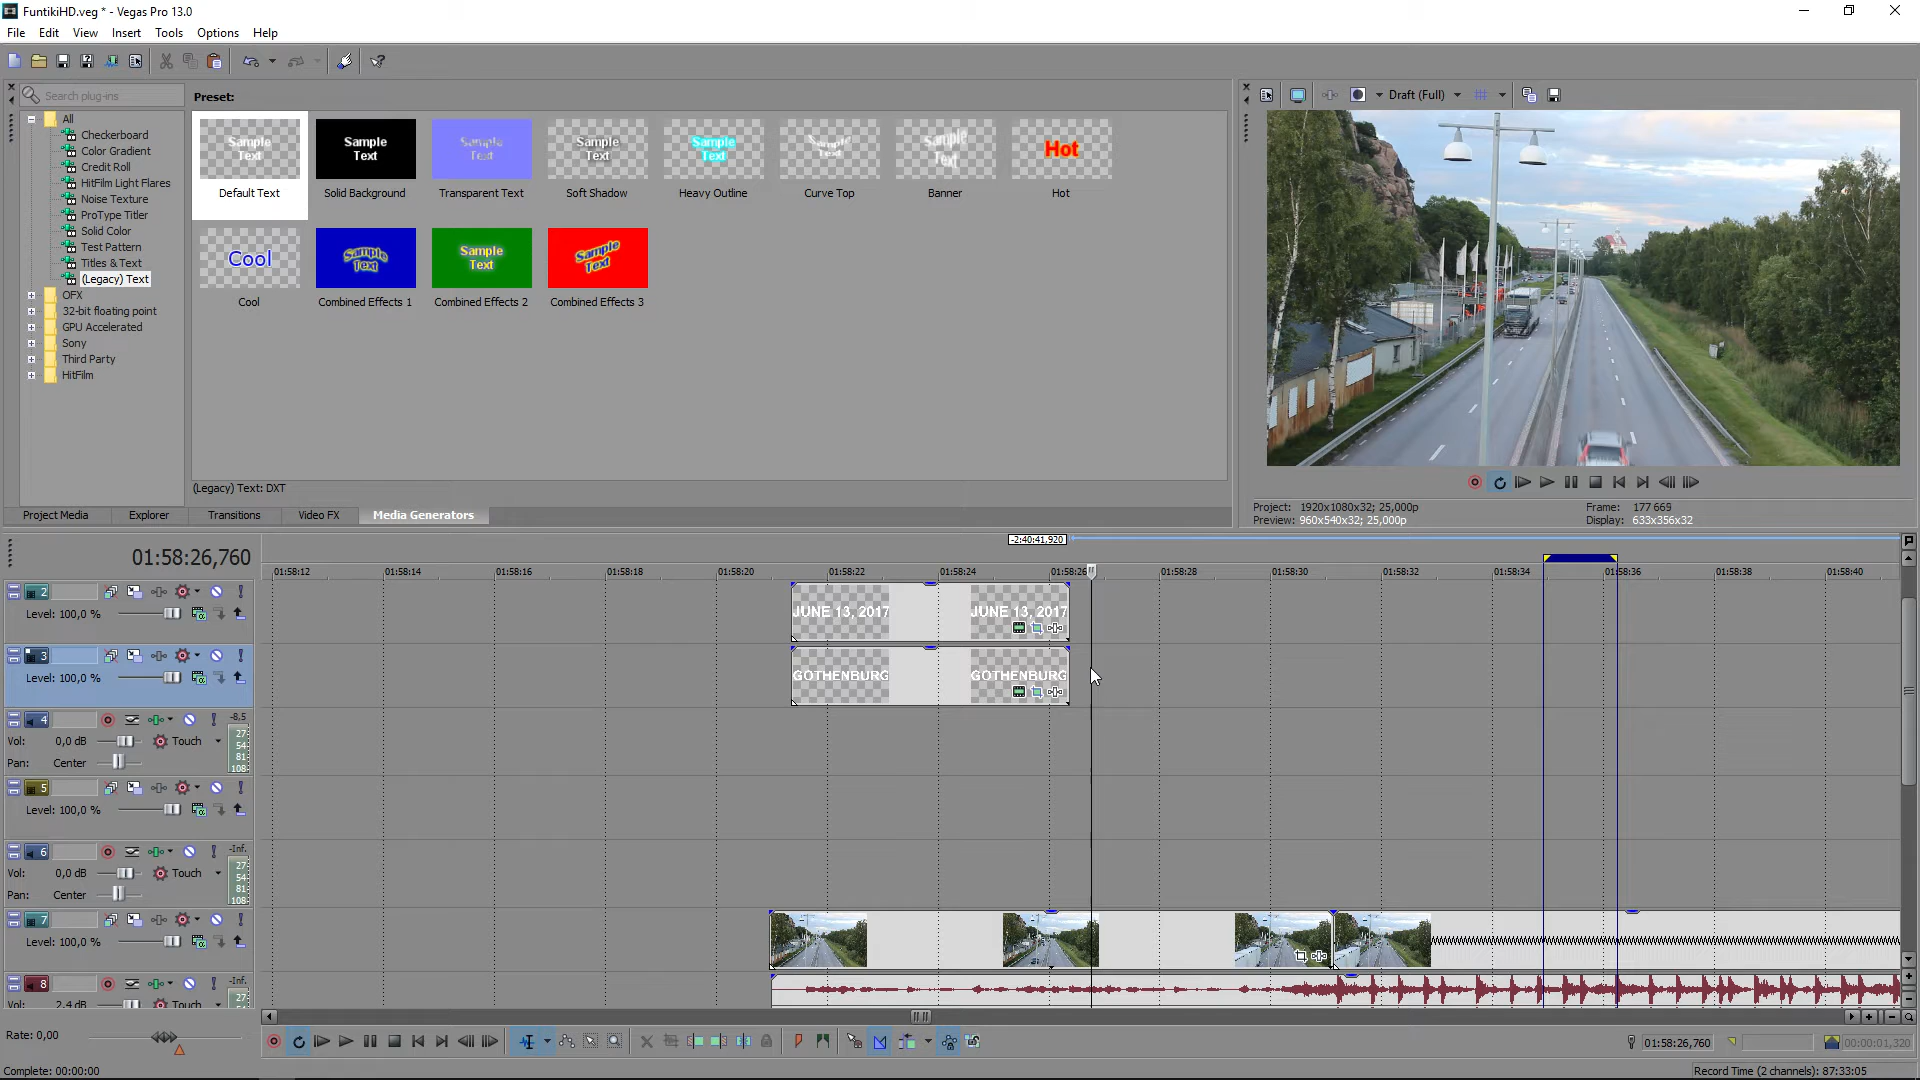 FuntikiHD.veg * - Vegas Pro 13.0
File Edit View Insert Tools Options Help
Search plug-ins
Preset:
All
Checkerboard
Color Gradient
Credit Roll
HitFilm Light Flares
Noise Texture
ProType Titler
Solid Color
Test Pattern
Titles & Text
(Legacy) Text
OFX
32-bit floating point
GPU Accelerated
Sony
Third Party
HitFilm
Sample Text
Default Text
Sample Text
Solid Background
Sample Text
Transparent Text
Sample Text
Soft Shadow
Sample Text
Heavy Outline
Sample Text
Curve Top
Sample Text
Banner
Hot
Hot
Cool
Cool
Sample Text
Combined Effects 1
Sample Text
Combined Effects 2
Sample Text
Combined Effects 3
(Legacy) Text: DXT
Project Media Explorer Transitions Video FX Media Generators
Draft (Full)
Project: 1920x1080x32; 25,000p
Preview: 960x540x32; 25,000p
Frame: 177 669
Display: 633x356x32
01:58:26,760
-2:40:41,920
01:58:12 01:58:14 01:58:16 01:58:18 01:58:20 01:58:22 01:58:24 01:58:26 01:58:28 01:58:30 01:58:32 01:58:34 01:58:36 01:58:38 01:58:40
2
Level: 100,0 %
JUNE 13, 2017 JUNE 13, 2017
3
Level: 100,0 %
GOTHENBURG GOTHENBURG
4 -8,5
Vol: 0,0 dB Touch
Pan: Center
27
54
81
108
5
Level: 100,0 %
6 -Inf.
Vol: 0,0 dB Touch
Pan: Center
27
54
81
108
7
Level: 100,0 %
8 -Inf.
Vol: 2,4 dB Touch
27
Rate: 0,00
01:58:26,760
00:00:01,320
Complete: 00:00:00
Record Time (2 channels): 87:33:05